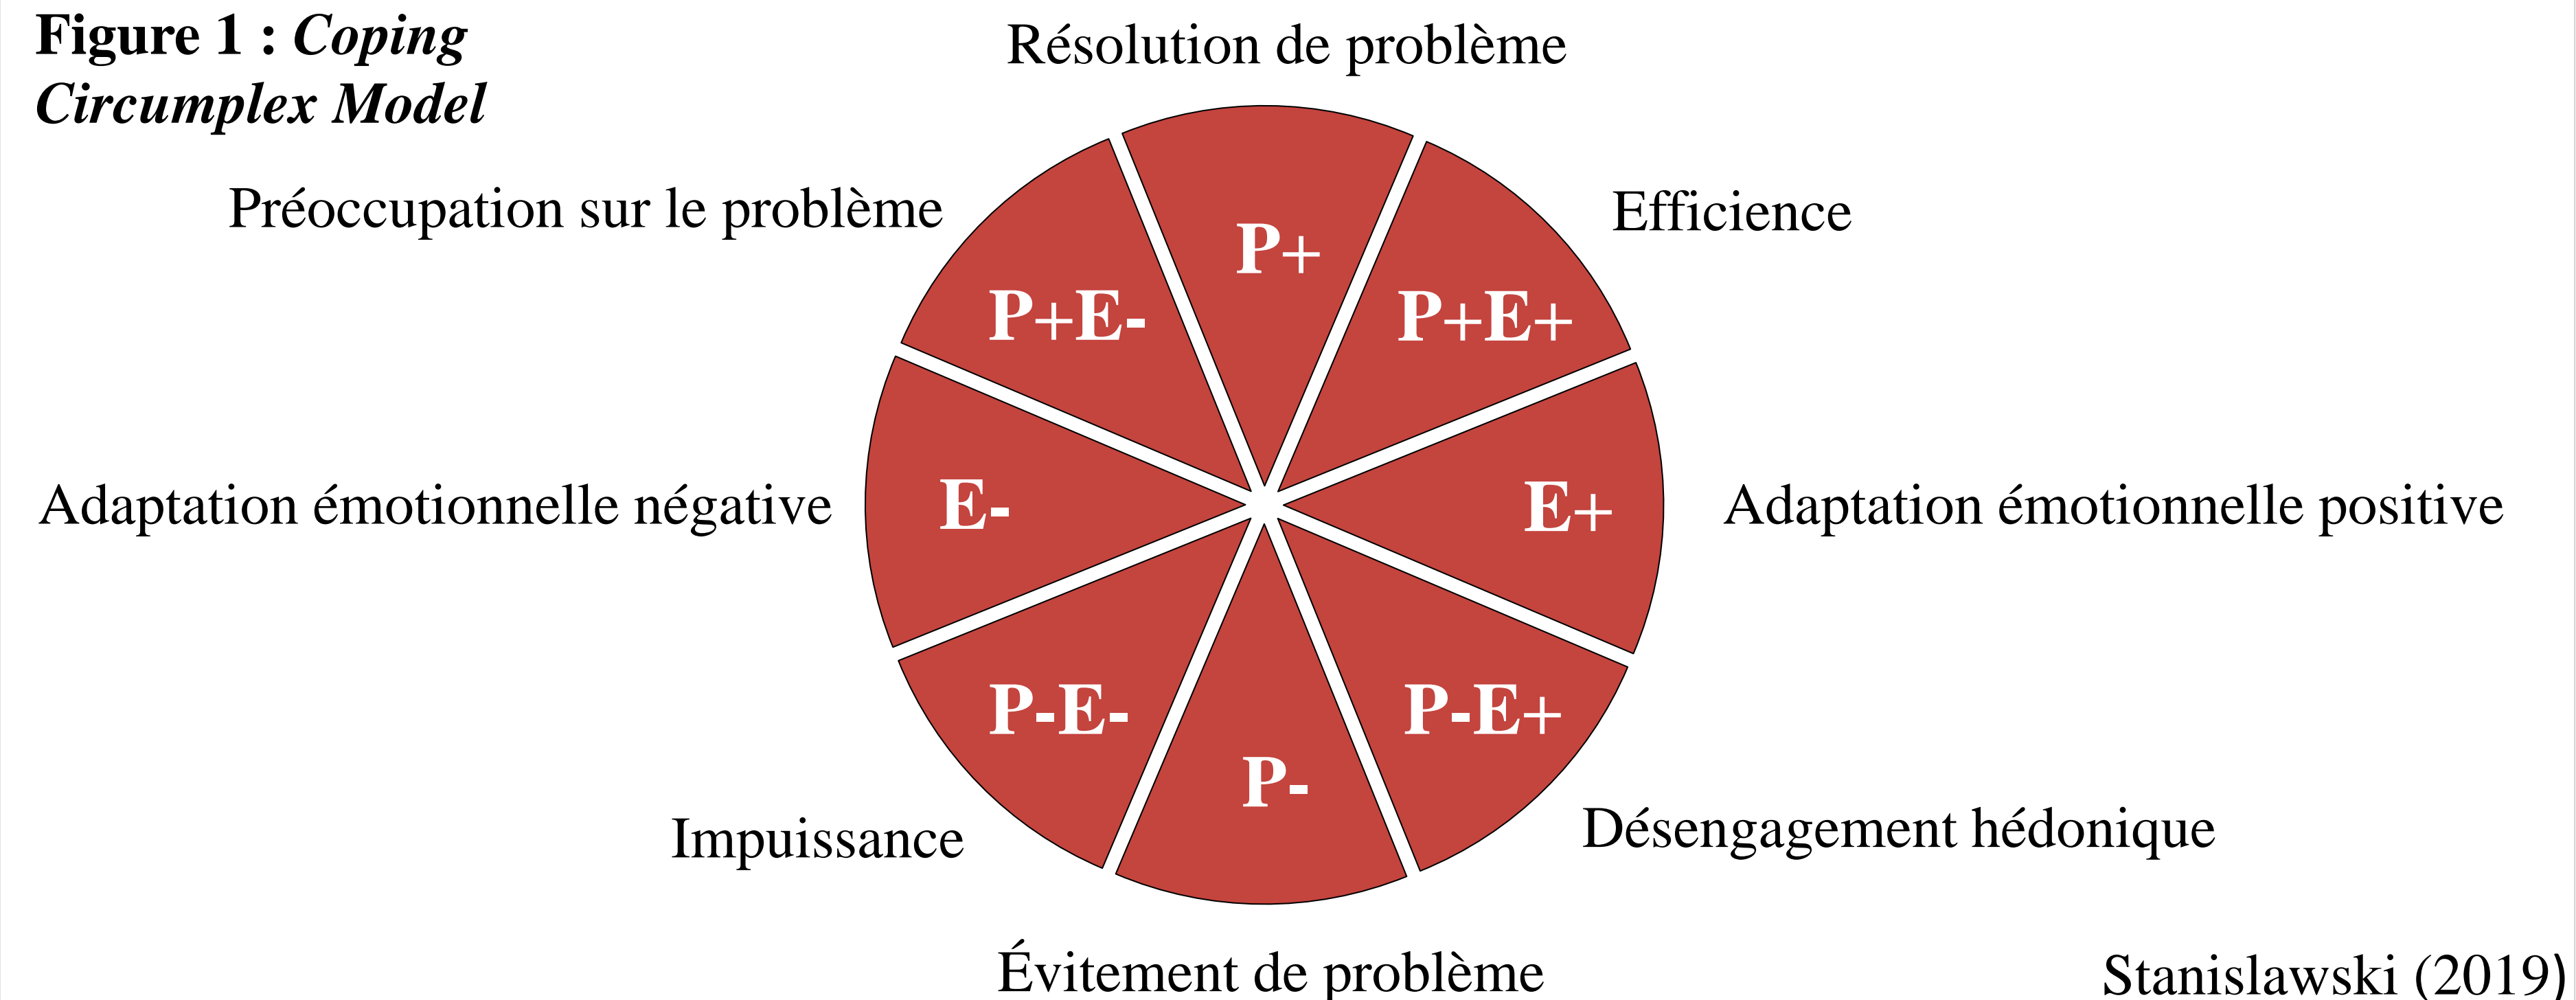 Figure 1 : Coping
Circumplex Model
Résolution de problème
Préoccupation sur le problème
Efficience
P+
P+E-
P+E+
Adaptation émotionnelle négative
E-
E+
Adaptation émotionnelle positive
P-E-
P-E+
P-
Impuissance
Désengagement hédonique
Évitement de problème
Stanislawski (2019)